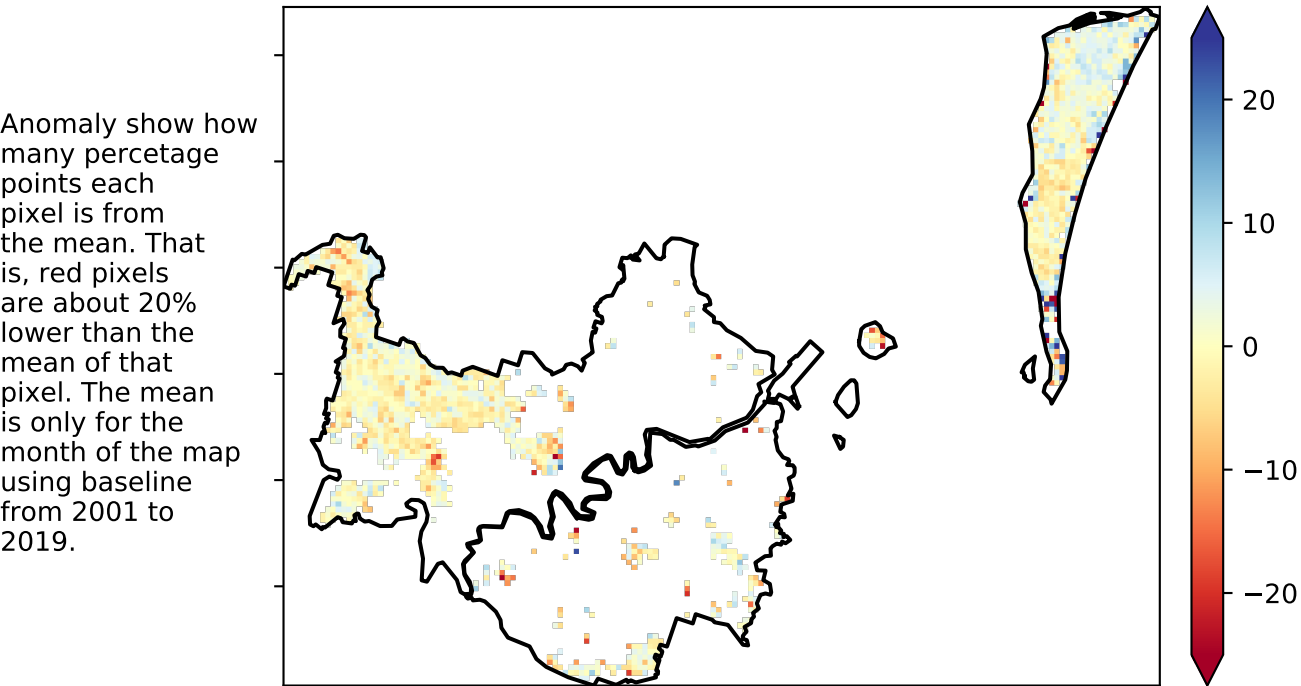 Anomaly show how
many percetage
points each
pixel is from
the mean. That
is, red pixels
are about 20%
lower than the
mean of that
pixel. The mean
is only for the
month of the map
using baseline
from 2001 to
2019.
20
10
0
−10
−20